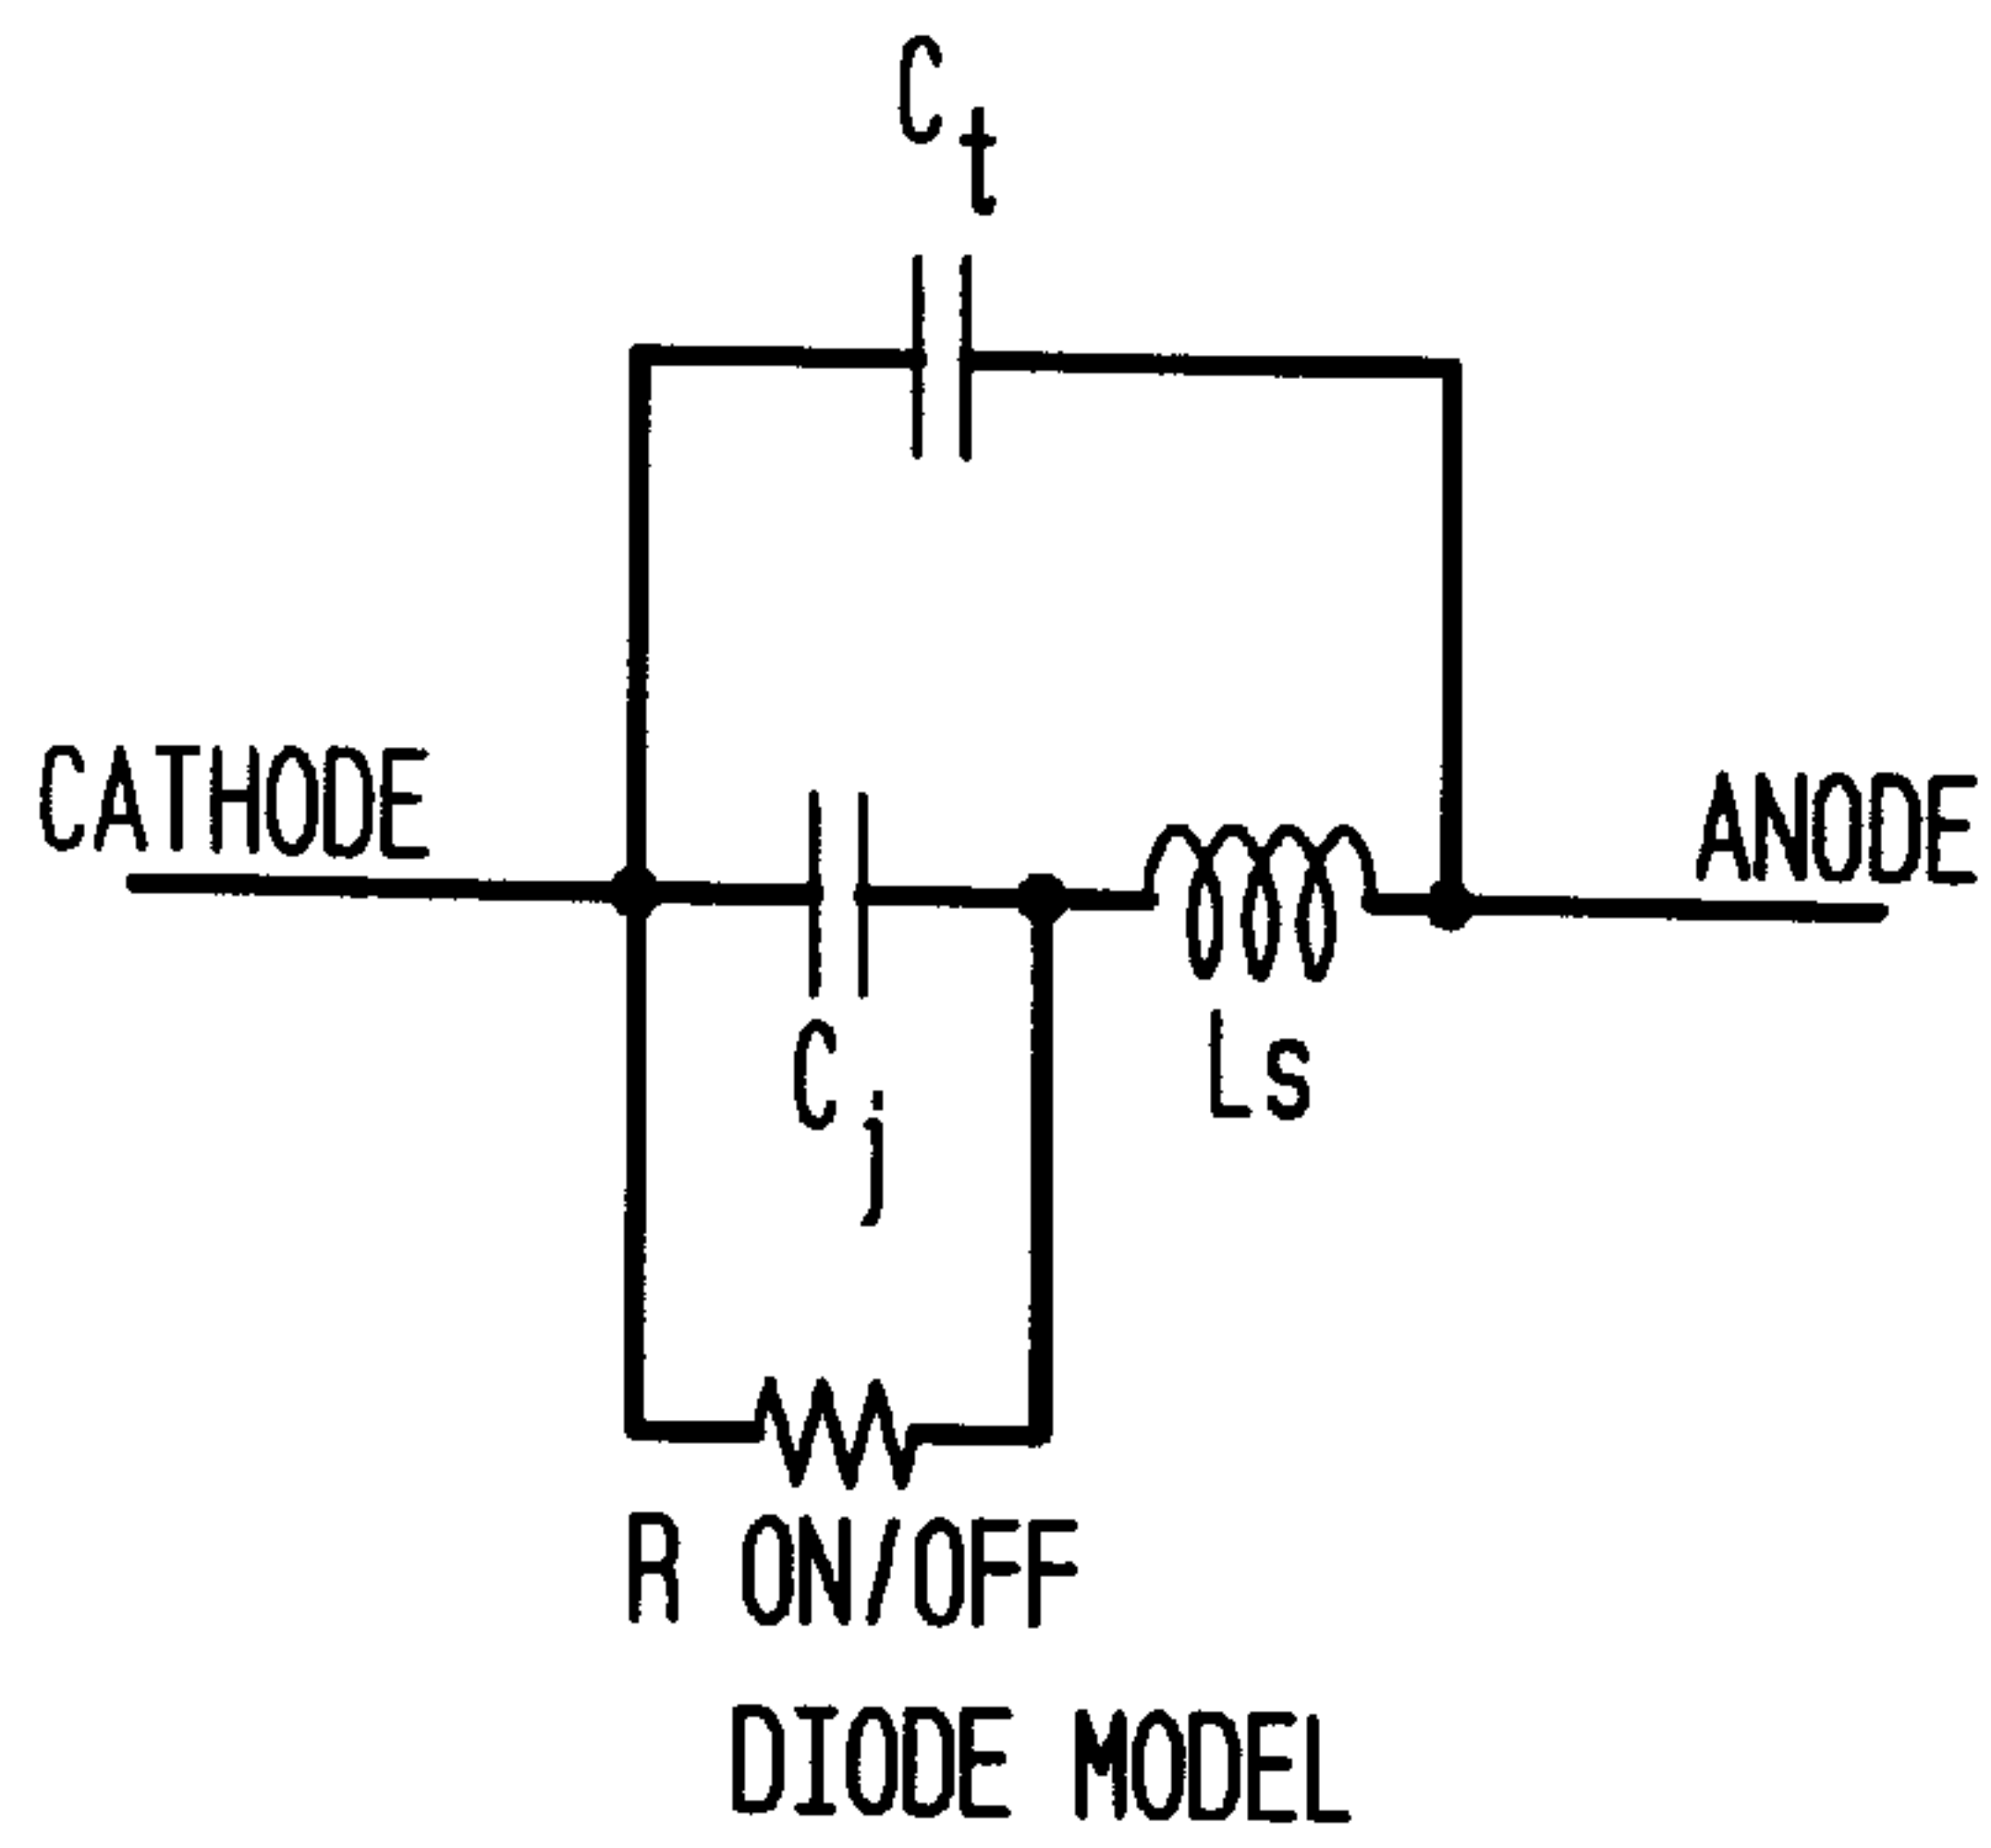 Ct
CATHODE
ANODE
Cj
Ls
R ON/OFF
DIODE MODEL